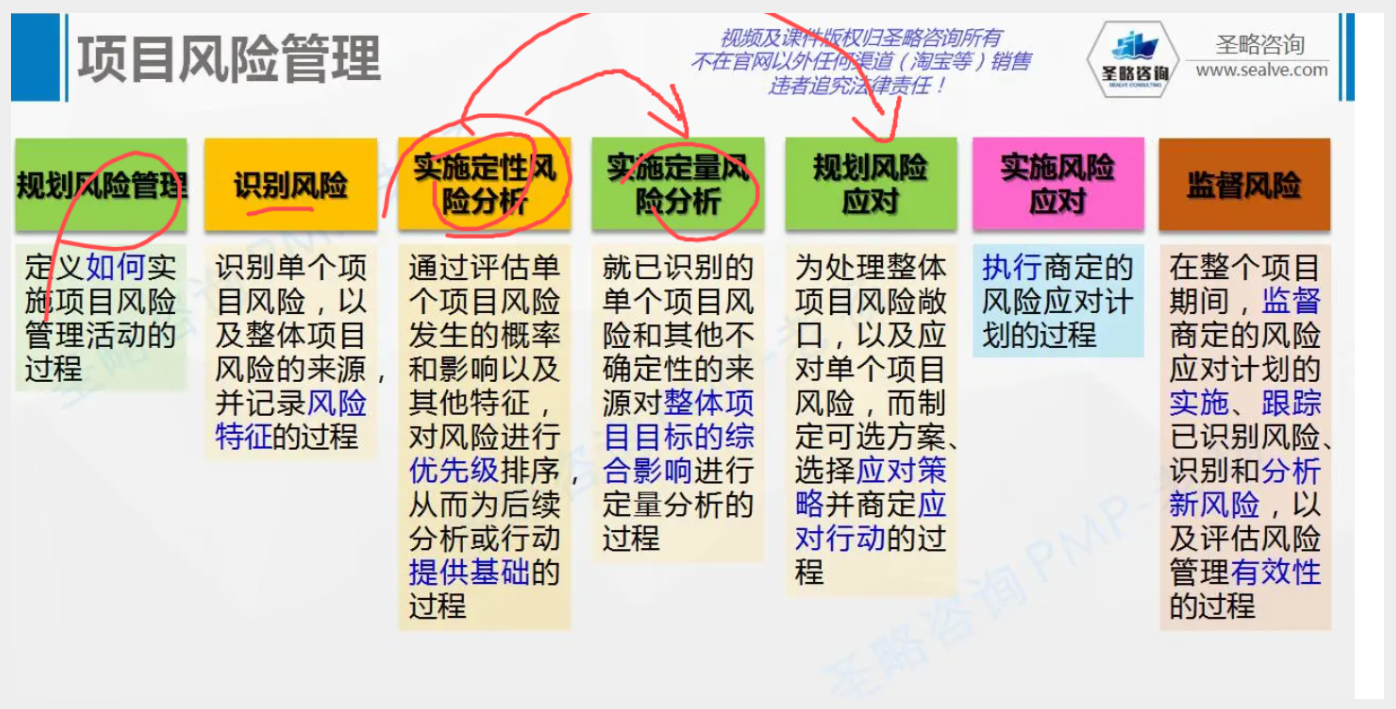 项目风险管理
视频及课件版权归圣略咨询所有
不在官网以外任何渠道（淘宝等）销售
违者追究法律责任！
圣略咨询
SEALVE CONSULTING
圣略咨询
www.sealve.com
规划风险管理
定义如何实
施项目风险
管理活动的
过程
识别风险
识别单个项
目风险，以
及整体项目
风险的来源，
并记录风险
特征的过程
实施定性风
险分析
通过评估单
个项目风险
发生的概率
和影响以及
其他特征，
对风险进行
优先级排序，
从而为后续
分析或行动
提供基础的
过程
实施定量风
险分析
就已识别的
单个项目风
险和其他不
确定性的来
源对整体项
目目标的综
合影响进行
定量分析的
过程
规划风险
应对
为处理整体
项目风险敞
口，以及应
对单个项目
风险，而制
定可选方案、
选择应对策
略并商定应
对行动的过
程
实施风险
应对
执行商定的
风险应对计
划的过程
监督风险
在整个项目
期间，监督
商定的风险
应对计划的
实施、跟踪
已识别风险、
识别和分析
新风险，以
及评估风险
管理有效性
的过程
圣略咨询 PMP-